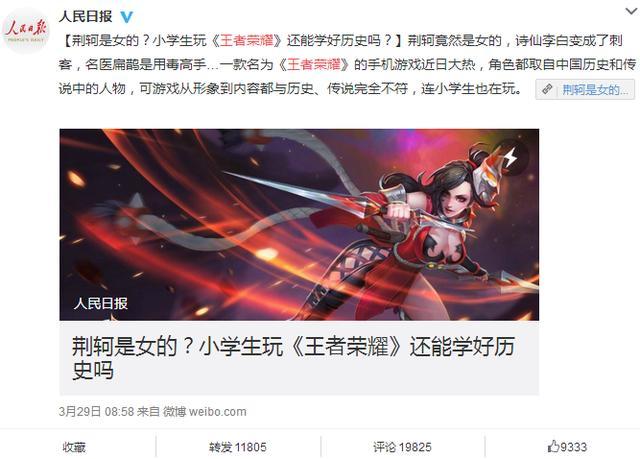 人民日报
PEOPLE'S DAILY
人民日报
【荆轲是女的？小学生玩《王者荣耀》还能学好历史吗？】荆轲竟然是女的，诗仙李白变成了刺
客，名医扁鹊是用毒高手…一款名为《王者荣耀》的手机游戏近日大热，角色都取自中国历史和传
说中的人物，可游戏从形象到内容都与历史、传说完全不符，连小学生也在玩。 荆轲是女的...
人民日报
荆轲是女的？小学生玩《王者荣耀》还能学好历
史吗
3月29日 08:58 来自 微博 weibo.com
收藏 转发 11805 评论 19825 9333